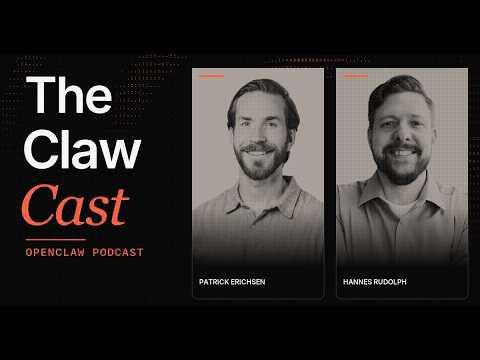 The
Claw
Cast
OPENCLAW PODCAST
PATRICK ERICHSEN
HANNES RUDOLPH